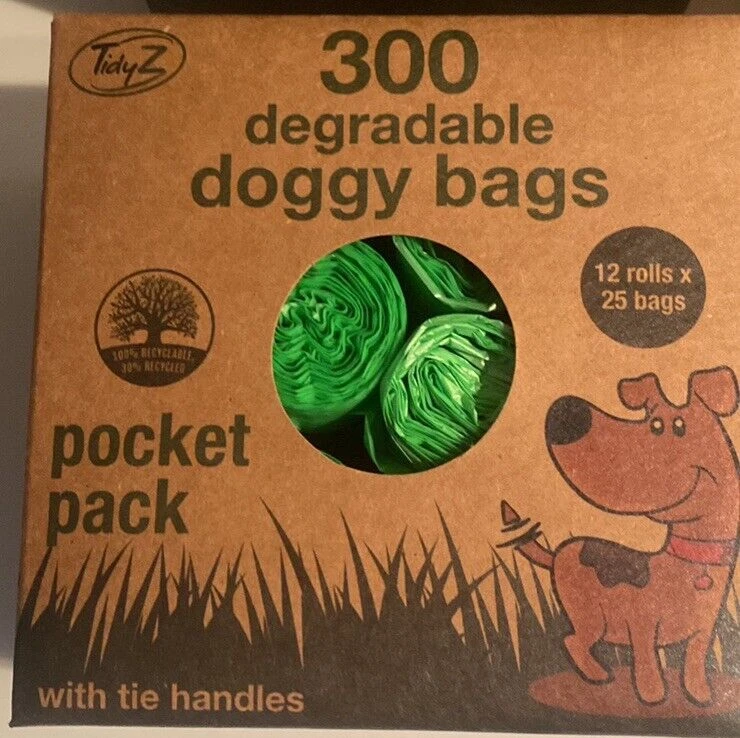 TidyZ
300
degradable
doggy bags
12 rolls x
25 bags
100% RECYCLABLE.
30% RECYCLED
pocket
pack
with tie handles